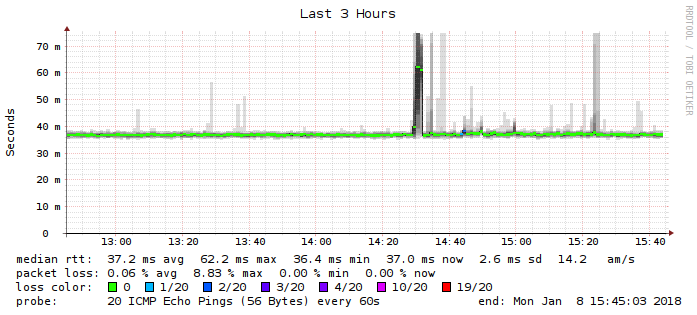 Last 3 Hours
RRDTOOL / TOBI OETIKER
Seconds
70 m
60 m
50 m
40 m
30 m
20 m
10 m
0
13:00 13:20 13:40 14:00 14:20 14:40 15:00 15:20 15:40
median rtt: 37.2 ms avg 62.2 ms max 36.4 ms min 37.0 ms now 2.6 ms sd 14.2 am/s
packet loss: 0.06 % avg 8.83 % max 0.00 % min 0.00 % now
loss color: 0 1/20 2/20 3/20 4/20 10/20 19/20
probe: 20 ICMP Echo Pings (56 Bytes) every 60s end: Mon Jan 8 15:45:03 2018